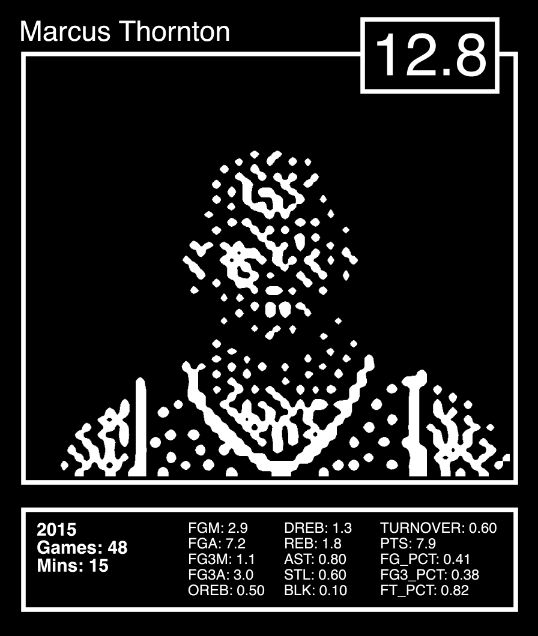 Marcus Thornton
12.8
2015
Games: 48
Mins: 15
FGM: 2.9
FGA: 7.2
FG3M: 1.1
FG3A: 3.0
OREB: 0.50
DREB: 1.3
REB: 1.8
AST: 0.80
STL: 0.60
BLK: 0.10
TURNOVER: 0.60
PTS: 7.9
FG_PCT: 0.41
FG3_PCT: 0.38
FT_PCT: 0.82